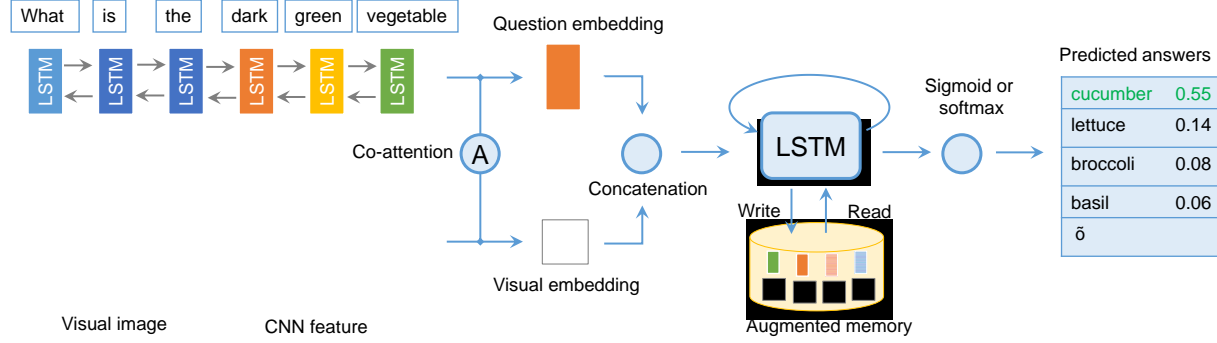 What is the dark green vegetable
LSTM LSTM LSTM LSTM LSTM LSTM
Question embedding
Co-attention
A
Concatenation
Visual embedding
Visual image
CNN feature
LSTM
Write
Read
Augmented memory
Sigmoid or
softmax
Predicted answers
cucumber 0.55
lettuce 0.14
broccoli 0.08
basil 0.06
õ